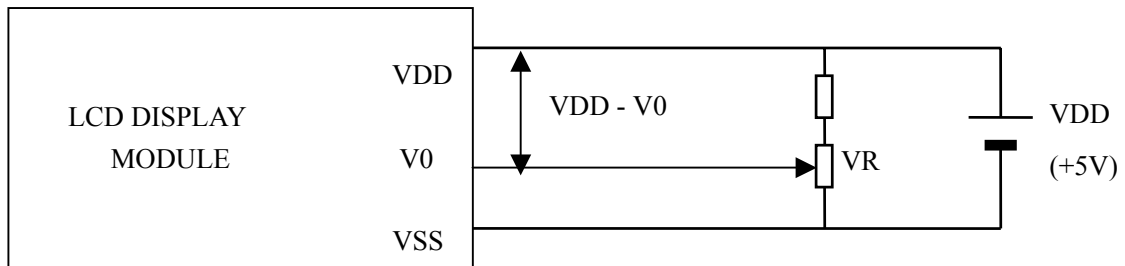 VDD
LCD DISPLAY
MODULE
VDD - V0
VDD
(+5V)
V0
VR
VSS